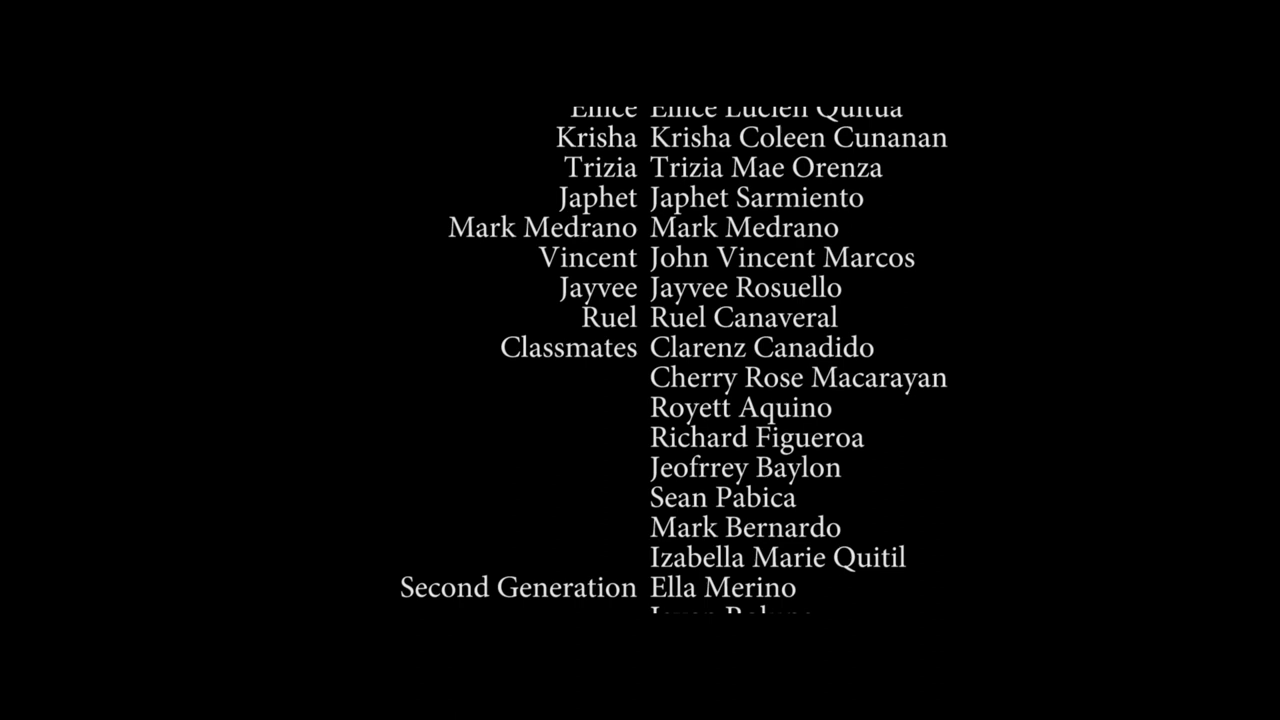 Krisha Krisha Coleen Cunanan
Trizia Trizia Mae Orenza
Japhet Japhet Sarmiento
Mark Medrano Mark Medrano
Vincent John Vincent Marcos
Jayvee Jayvee Rosuello
Ruel Ruel Canaveral
Classmates Clarenz Canadido
Cherry Rose Macarayan
Royett Aquino
Richard Figueroa
Jeofrrey Baylon
Sean Pabica
Mark Bernardo
Izabella Marie Quitil
Second Generation Ella Merino